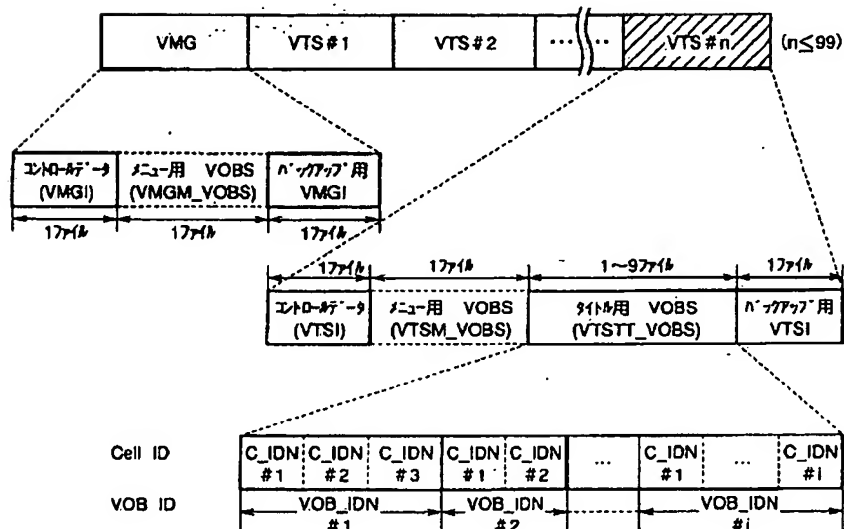 VMG VTS#1 VTS#2 ... .. VTS#n (n≦99)
コントロールデータ メニュー用 VOBS バックアップ用
(VMGI) (VMGM_VOBS) VMGI
1ファイル 1ファイル 1ファイル
1ファイル 1ファイル 1〜9ファイル 1ファイル
コントロールデータ メニュー用 VOBS タイトル用 VOBS バックアップ用
(VTSI) (VTSM_VOBS) (VTSTT_VOBS) VTSI
Cell ID C_IDN C_IDN C_IDN C_IDN C_IDN ... C_IDN ... C_IDN
#1 #2 #3 #1 #2 #1 #i
VOB ID VOB_IDN VOB_IDN VOB_IDN
#1 #2 #j